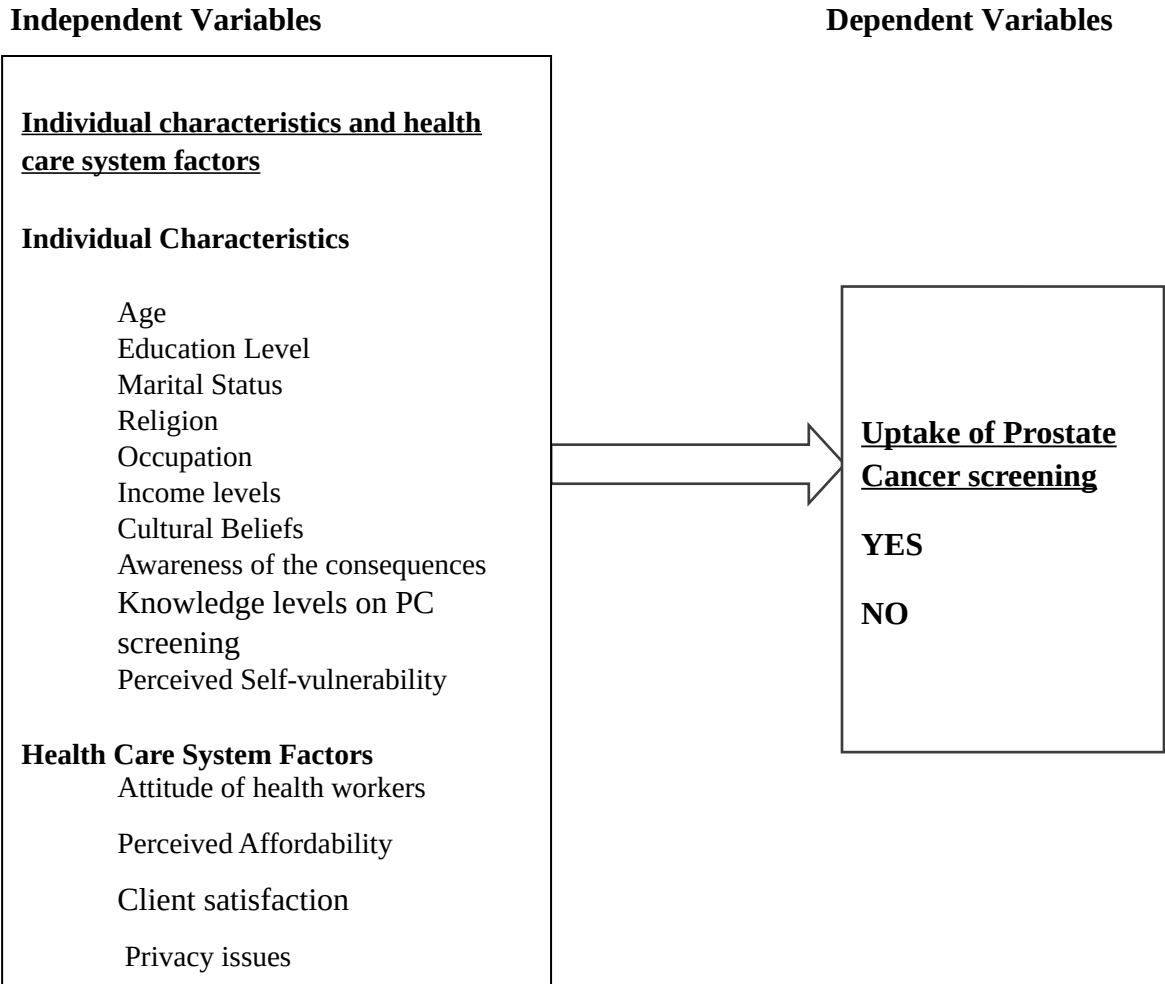 Independent Variables
Dependent Variables
Individual characteristics and health
care system factors
Individual Characteristics
Age
Education Level
Marital Status
Religion
Occupation
Income levels
Cultural Beliefs
Awareness of the consequences
Knowledge levels on PC
screening
Perceived Self-vulnerability
Health Care System Factors
Attitude of health workers
Perceived Affordability
Client satisfaction
Privacy issues
Uptake of Prostate
Cancer screening
YES
NO